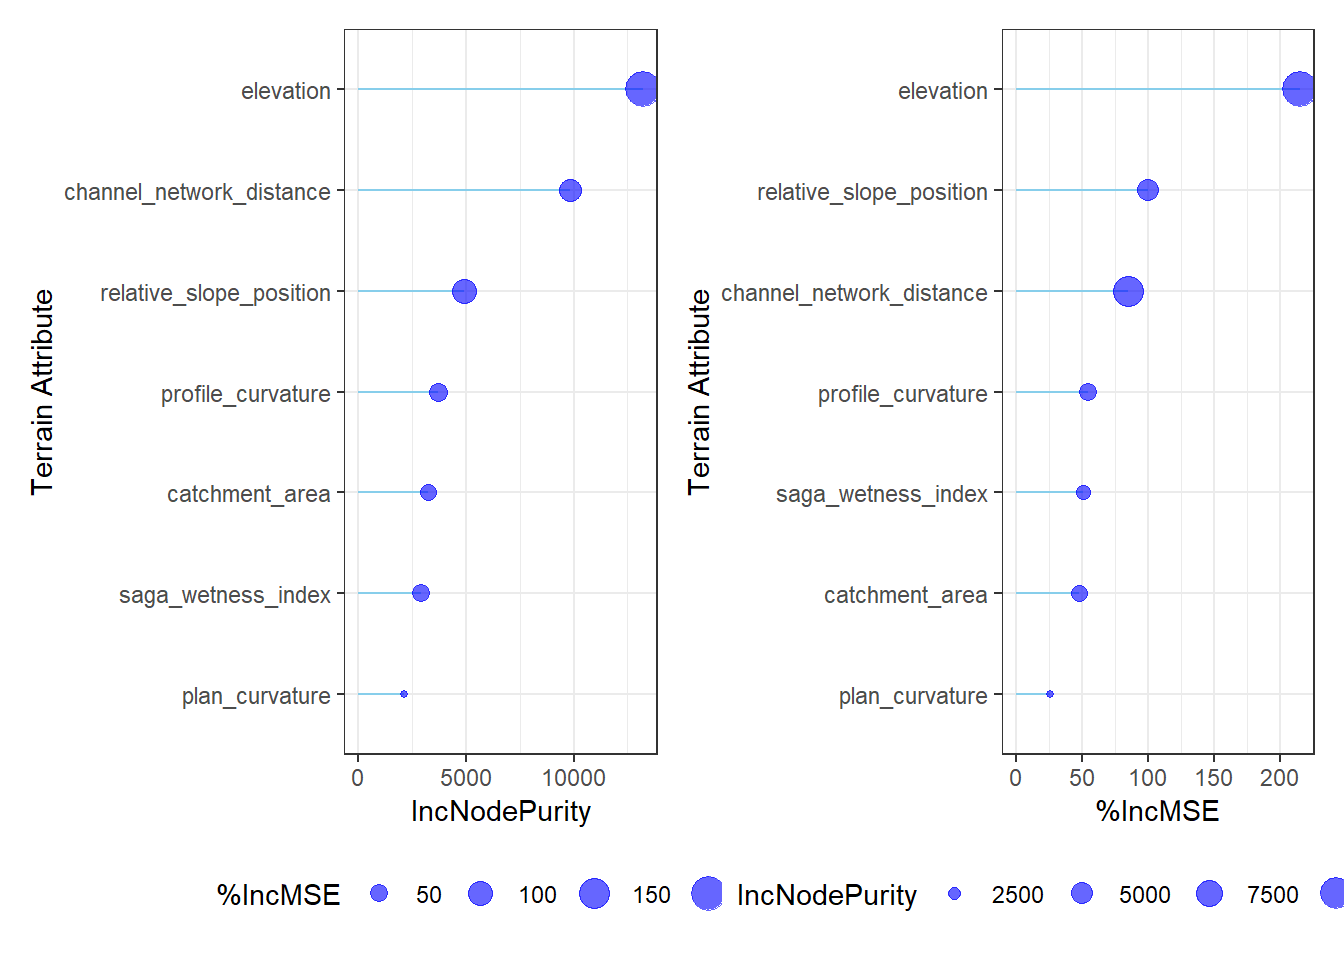 Terrain Attribute
elevation
channel_network_distance
relative_slope_position
profile_curvature
catchment_area
saga_wetness_index
plan_curvature
0 5000 10000
IncNodePurity
%IncMSE 50 100 150
Terrain Attribute
elevation
relative_slope_position
channel_network_distance
profile_curvature
saga_wetness_index
catchment_area
plan_curvature
0 50 100 150 200
%IncMSE
IncNodePurity 2500 5000 7500